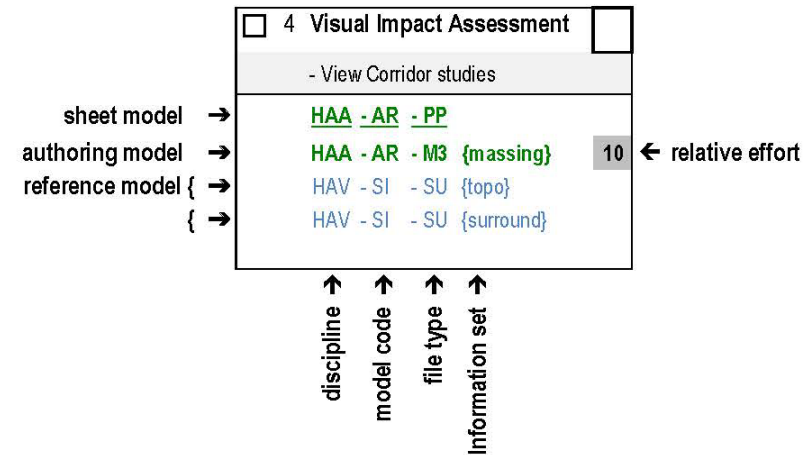 4 Visual Impact Assessment
- View Corridor studies
sheet model → HAA - AR - PP
authoring model → HAA - AR - M3 {massing} 10 ← relative effort
reference model { → HAV - SI - SU {topo}
{ → HAV - SI - SU {surround}
discipline
model code
file type
Information set